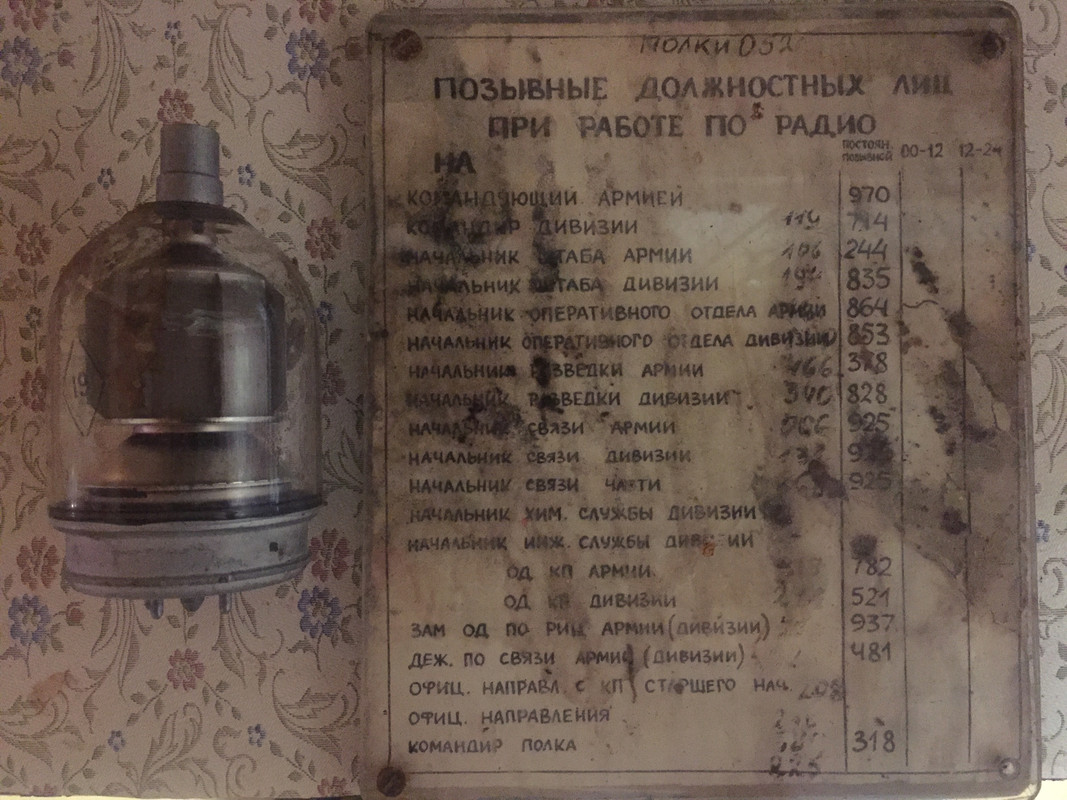 ПОЛКИ
ПОЗЫВНЫЕ ДОЛЖНОСТНЫХ ЛИЦ
ПРИ РАБОТЕ ПО РАДИО
НА ПОСТОЯН. ПОЗЫВНОЙ 00-12 12-24
КОМАНДУЮЩИЙ АРМИЕЙ 970
КОМАНДИР ДИВИЗИИ 714
НАЧАЛЬНИК ШТАБА АРМИИ 244
НАЧАЛЬНИК ШТАБА ДИВИЗИИ 835
НАЧАЛЬНИК ОПЕРАТИВНОГО ОТДЕЛА АРМИИ 864
НАЧАЛЬНИК ОПЕРАТИВНОГО ОТДЕЛА ДИВИЗИИ 853
НАЧАЛЬНИК РАЗВЕДКИ АРМИИ 166
НАЧАЛЬНИК РАЗВЕДКИ ДИВИЗИИ 340 828
НАЧАЛЬНИК СВЯЗИ АРМИИ 925
НАЧАЛЬНИК СВЯЗИ ДИВИЗИИ
НАЧАЛЬНИК СВЯЗИ ЧАСТИ 925
НАЧАЛЬНИК ХИМ. СЛУЖБЫ ДИВИЗИИ
НАЧАЛЬНИК ИНЖ. СЛУЖБЫ ДИВИЗИИ
ОД КП АРМИИ 782
ОД КП ДИВИЗИИ 521
ЗАМ ОД ПО РИЦ АРМИИ (ДИВИЗИИ) 937
ДЕЖ. ПО СВЯЗИ АРМИИ (ДИВИЗИИ) 481
ОФИЦ. НАПРАВЛ. С КП СТАРШЕГО НАЧ. 208
ОФИЦ. НАПРАВЛЕНИЯ
КОМАНДИР ПОЛКА 318